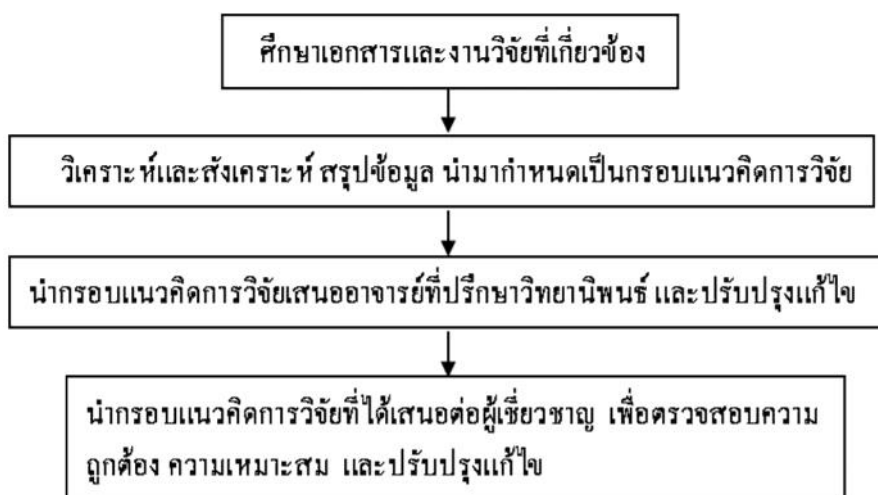 ศึกษาเอกสารและงานวิจัยที่เกี่ยวข้อง
วิเคราะห์และสังเคราะห์ สรุปข้อมูล นำมากำหนดเป็นกรอบแนวคิดการวิจัย
นำกรอบแนวคิดการวิจัยเสนออาจารย์ที่ปรึกษาวิทยานิพนธ์ และปรับปรุงแก้ไข
นำกรอบแนวคิดการวิจัยที่ได้เสนอต่อผู้เชี่ยวชาญ เพื่อตรวจสอบความ
ถูกต้อง ความเหมาะสม และปรับปรุงแก้ไข